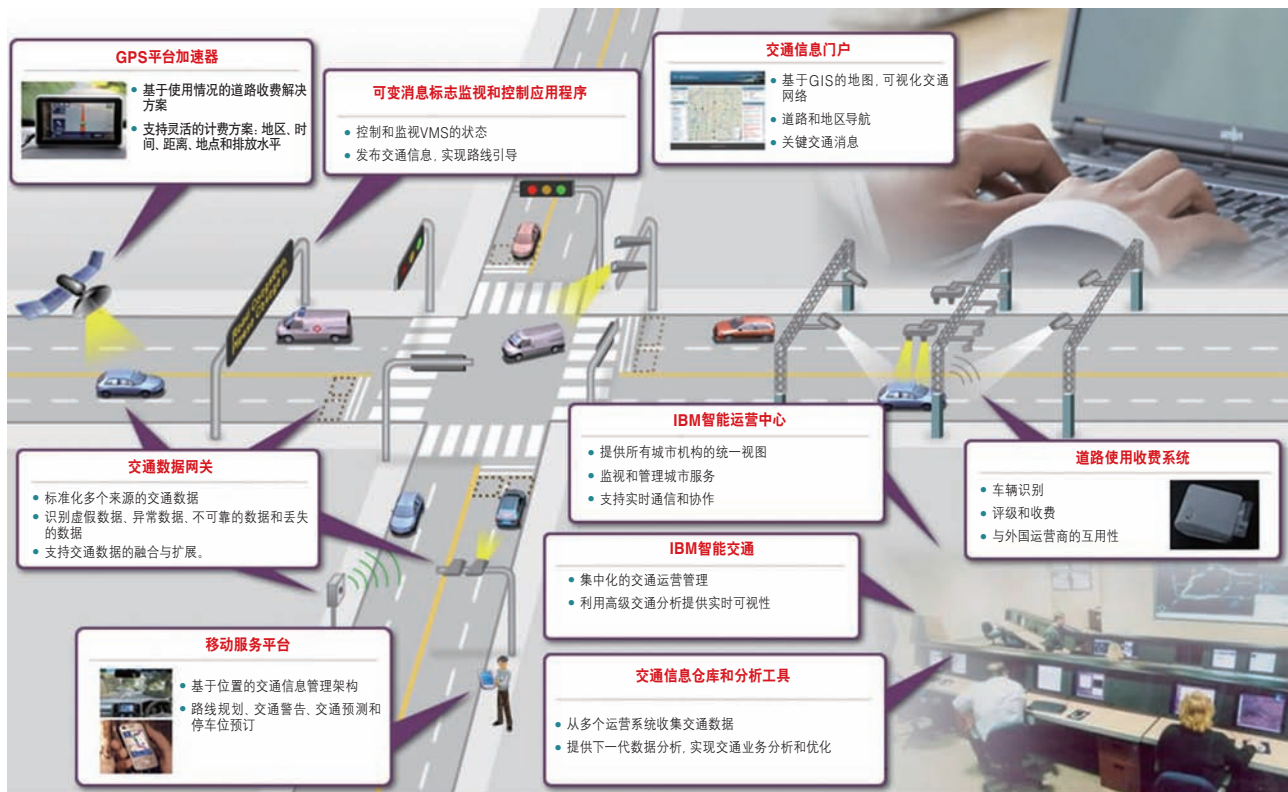 GPS平台加速器
基于使用情况的道路收费解决
方案
支持灵活的计费方案:地区、时
间、距离、地点和排放水平
可变消息标志监视和控制应用程序
控制和监视VMS的状态
发布交通信息, 实现路线引导
交通信息门户
基于GIS的地图, 可视化交通
网络
道路和地区导航
关键交通消息
Road Congestion,
交通数据网关
标准化多个来源的交通数据
识别虚假数据、异常数据、不可靠的数据和丢失
的数据
支持交通数据的融合与扩展。
IBM智能运营中心
提供所有城市机构的统一视图
监视和管理城市服务
支持实时通信和协作
道路使用收费系统
车辆识别
评级和收费
与外国运营商的互用性
IBM智能交通
集中化的交通运营管理
利用高级交通分析提供实时可视性
移动服务平台
基于位置的交通信息管理架构
路线规划、交通警告、交通预测和
停车位预订
交通信息仓库和分析工具
从多个运营系统收集交通数据
提供下一代数据分析, 实现交通业务分析和优化